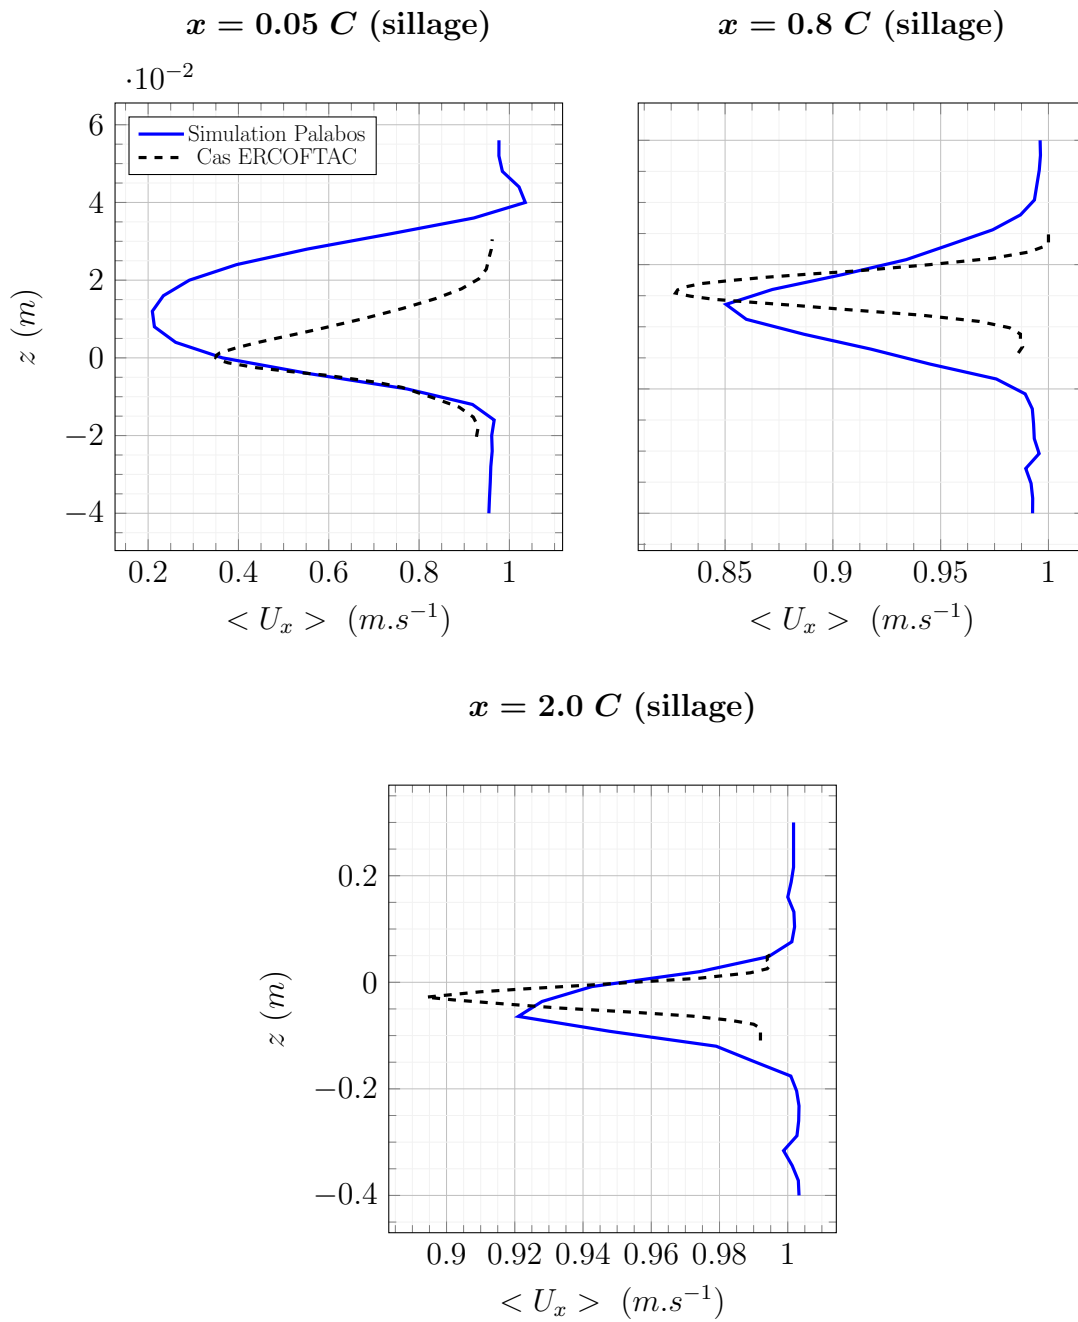 x = 0.05 C (sillage)
x = 0.8 C (sillage)
·10⁻²
6
4
2
0
−2
−4
z (m)
Simulation Palabos
Cas ERCOFTAC
0.2 0.4 0.6 0.8 1
< Uₓ > (m.s⁻¹)
0.85 0.9 0.95 1
< Uₓ > (m.s⁻¹)
x = 2.0 C (sillage)
0.2
0
−0.2
−0.4
z (m)
0.9 0.92 0.94 0.96 0.98 1
< Uₓ > (m.s⁻¹)